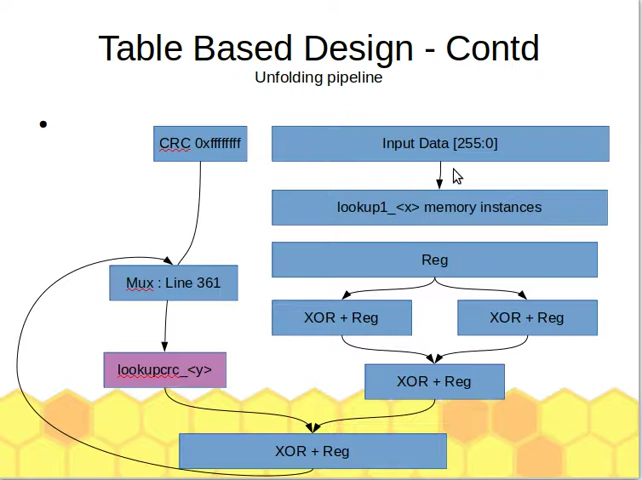 Table Based Design - Contd
Unfolding pipeline
CRC 0xffffffff
Input Data [255:0]
lookup1_<x> memory instances
Reg
Mux : Line 361
XOR + Reg
XOR + Reg
lookupcrc_<y>
XOR + Reg
XOR + Reg